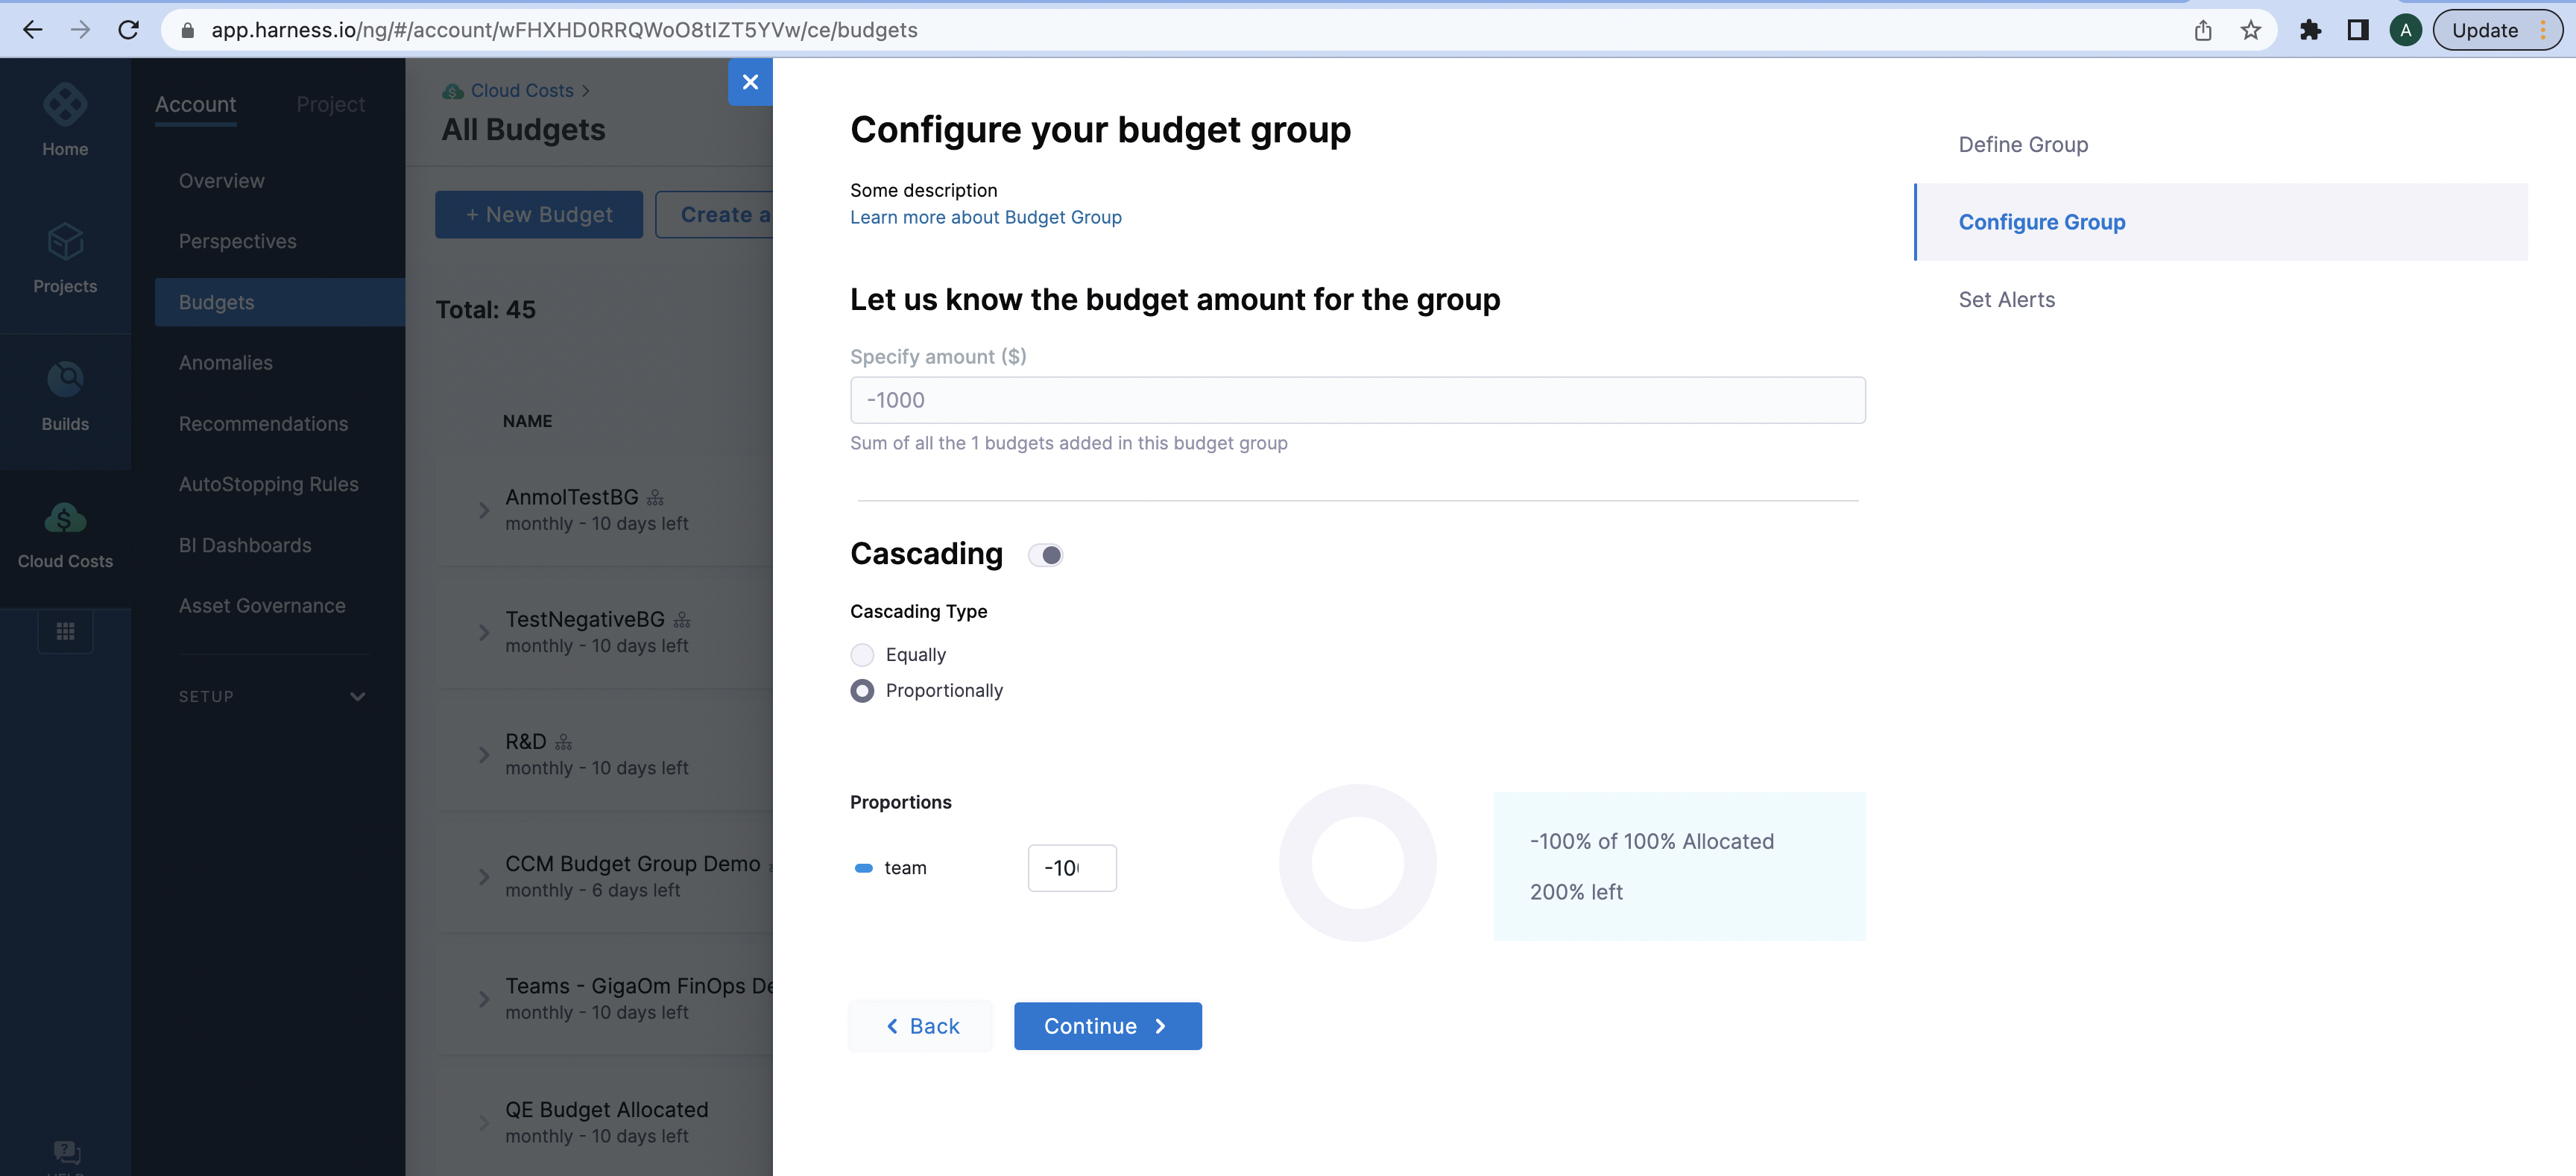 app.harness.io/ng/#/account/wFHXHD0RRQWoO8tIZT5YVw/ce/budgets
A
Update
Home
Projects
Builds
Cloud Costs
Account
Project
Overview
Perspectives
Budgets
Anomalies
Recommendations
AutoStopping Rules
BI Dashboards
Asset Governance
SETUP
Cloud Costs >
All Budgets
+ New Budget
Create a
Total: 45
NAME
AnmolTestBG
monthly - 10 days left
TestNegativeBG
monthly - 10 days left
R&D
monthly - 10 days left
CCM Budget Group Demo
monthly - 6 days left
Teams - GigaOm FinOps De
monthly - 10 days left
QE Budget Allocated
monthly - 10 days left
Configure your budget group
Some description
Learn more about Budget Group
Let us know the budget amount for the group
Specify amount ($)
-1000
Sum of all the 1 budgets added in this budget group
Cascading
Cascading Type
Equally
Proportionally
Proportions
team
-10
-100% of 100% Allocated
200% left
Back
Continue
Define Group
Configure Group
Set Alerts